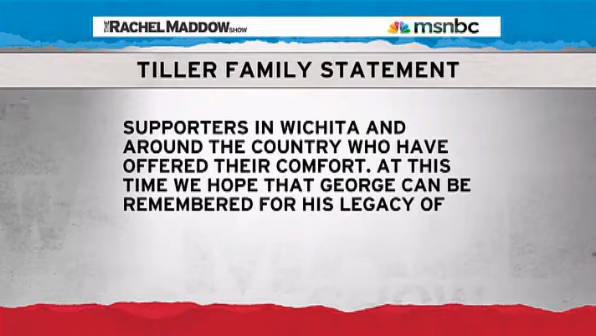 THE RACHEL MADDOW SHOW
msnbc
TILLER FAMILY STATEMENT
SUPPORTERS IN WICHITA AND
AROUND THE COUNTRY WHO HAVE
OFFERED THEIR COMFORT. AT THIS
TIME WE HOPE THAT GEORGE CAN BE
REMEMBERED FOR HIS LEGACY OF